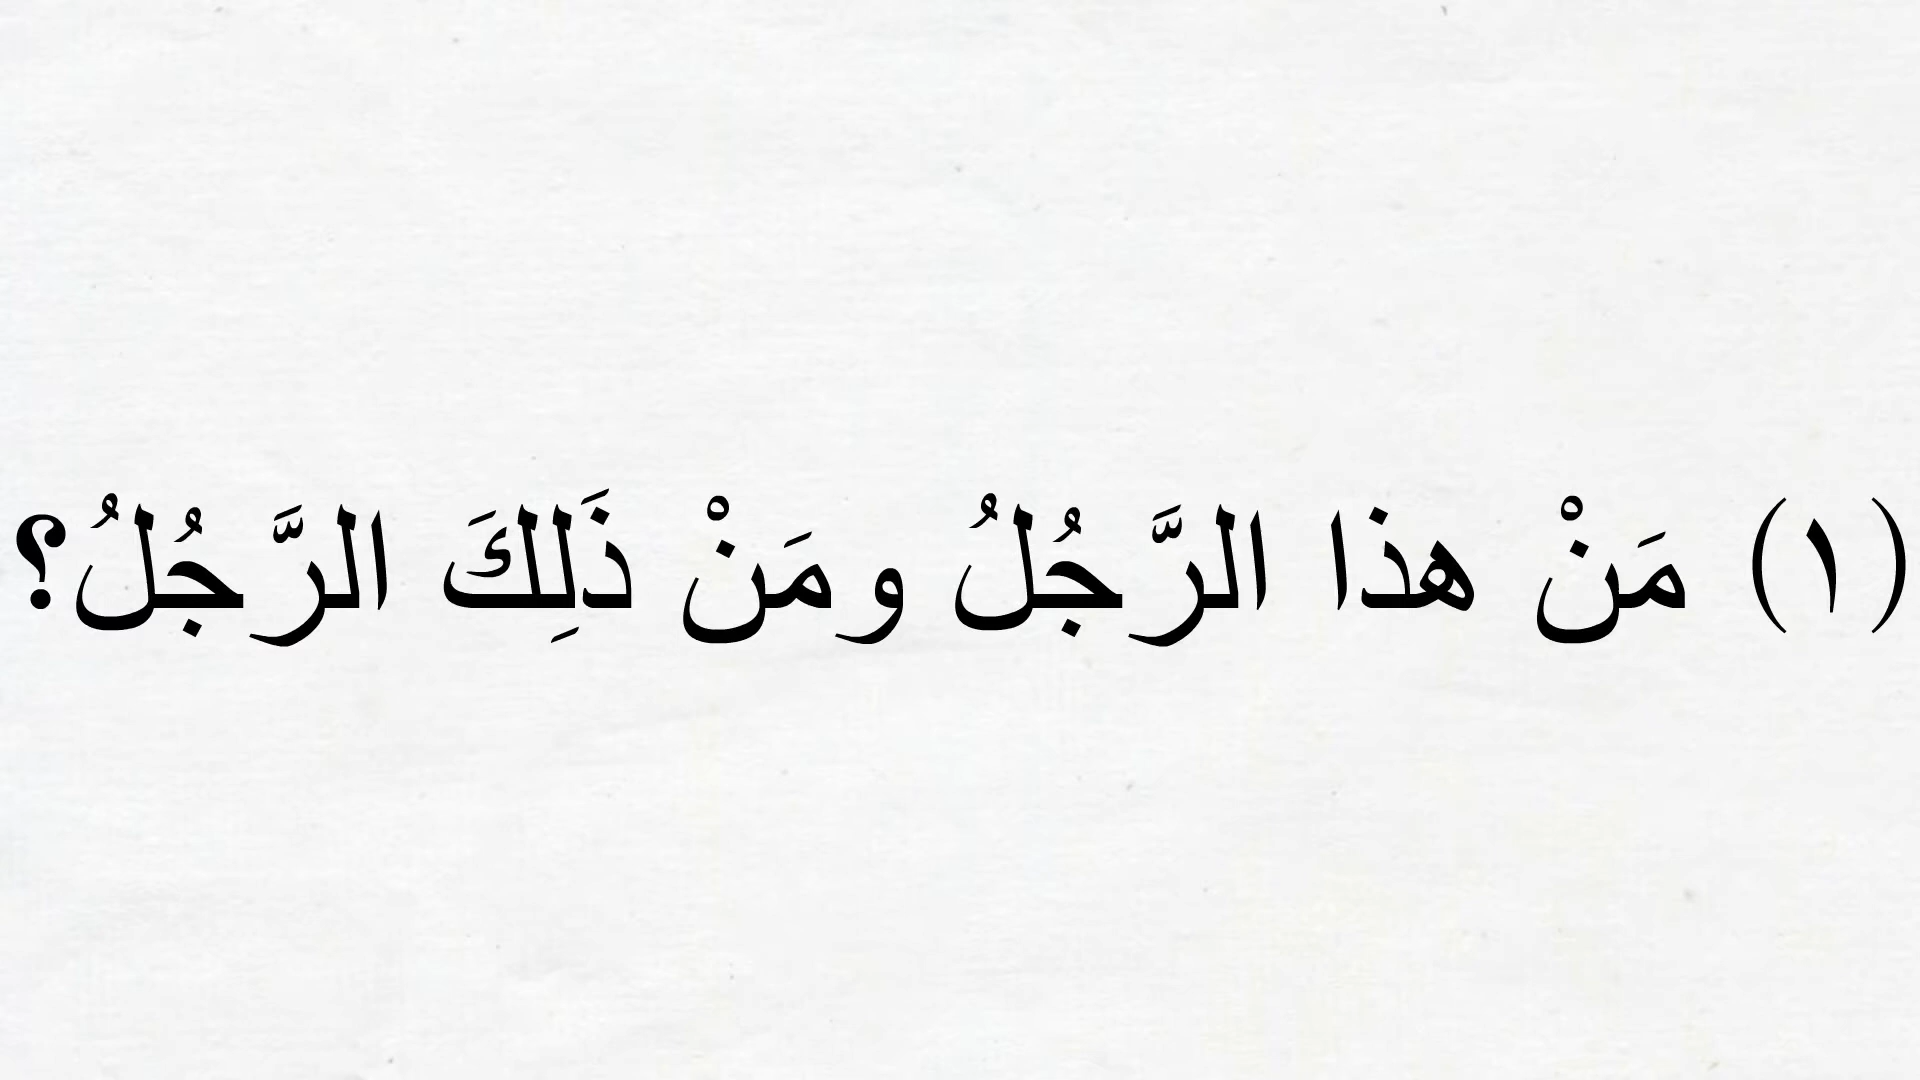 (١) مَنْ هذا الرَّجُلُ ومَنْ ذَلِكَ الرَّجُلُ؟